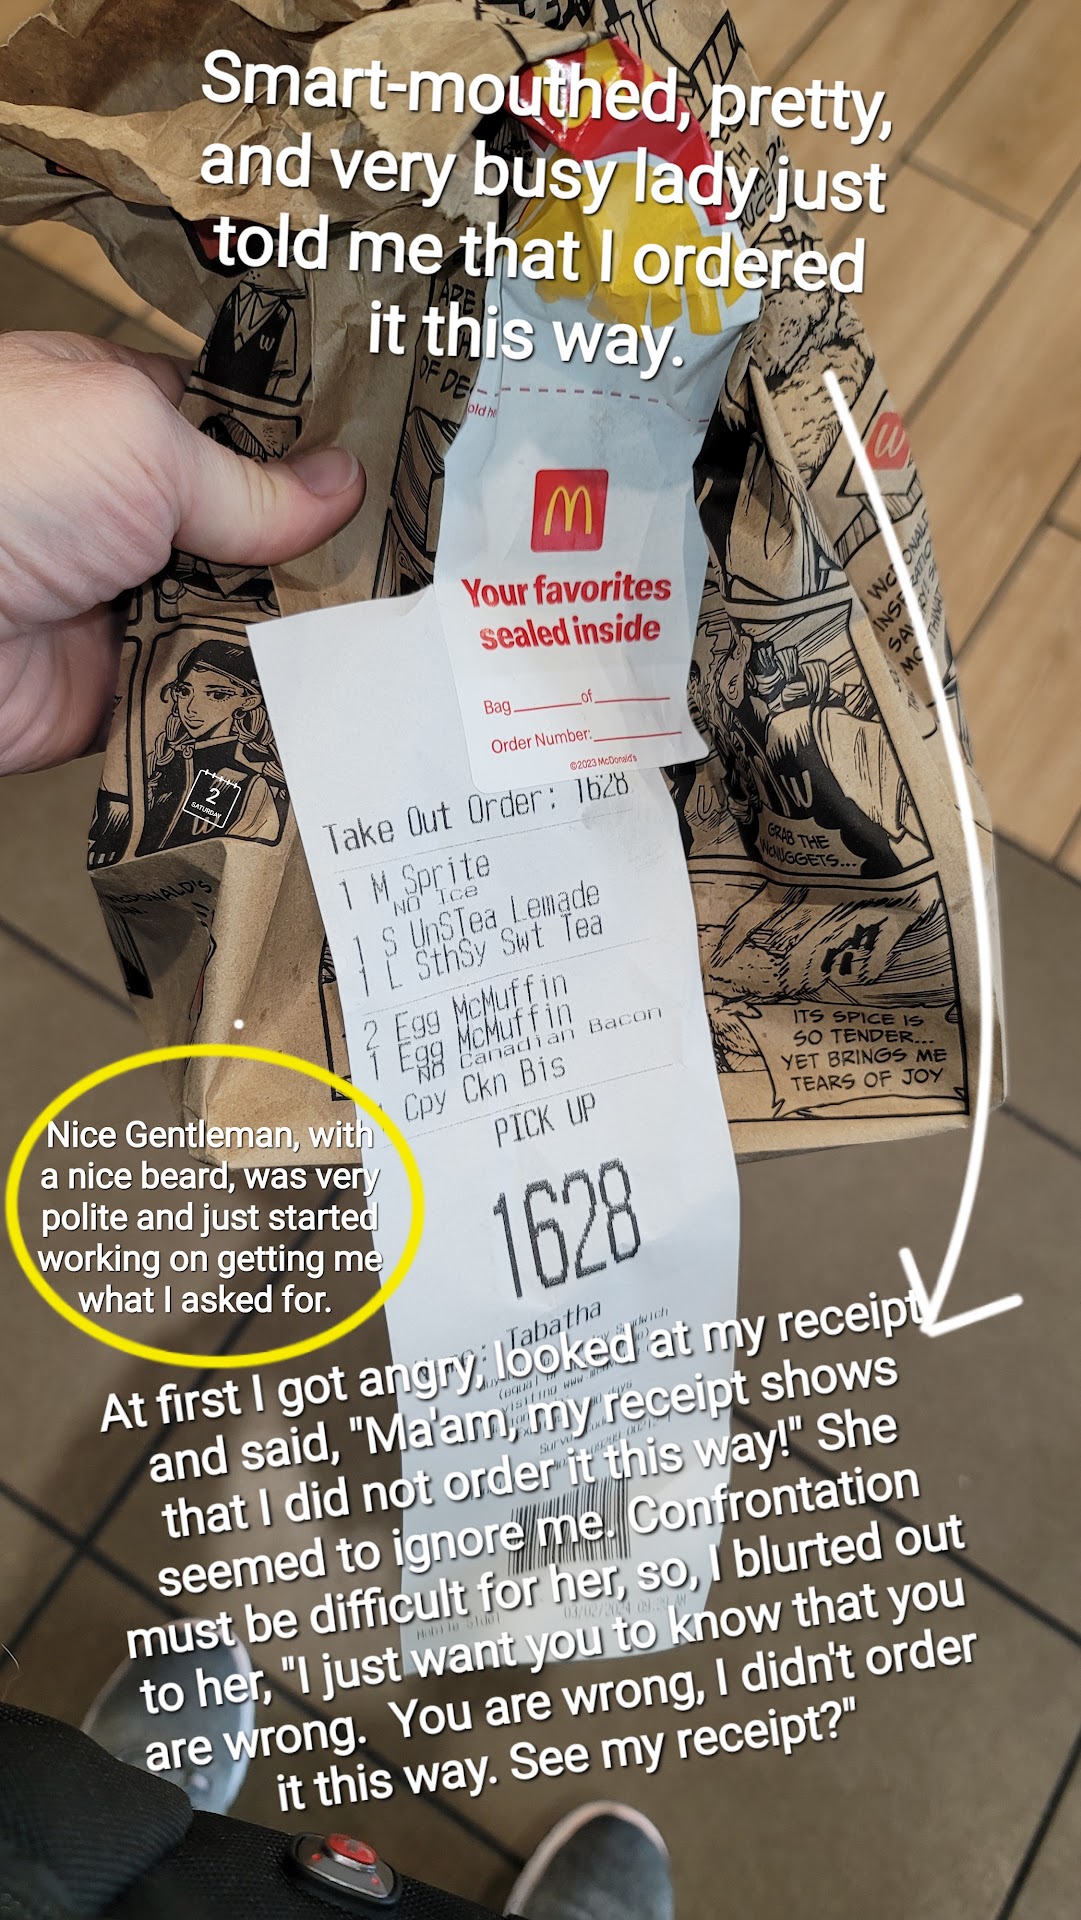 Smart-mouthed, pretty,
and very busy lady just
told me that I ordered
it this way.
Your favorites
sealed inside
Bag of
Order Number:
©2023 McDonald's
2
SATURDAY
Take Out Order: 1628
1 M Sprite
NO Ice
1 S UnSTea Lemade
1 L SthSy Swt Tea
2 Egg McMuffin
1 Egg McMuffin
NO Canadian Bacon
Cpy Ckn Bis
PICK UP
1628
Tabatha
GRAB THE
McNUGGETS...
ITS SPICE IS
SO TENDER...
YET BRINGS ME
TEARS OF JOY
Nice Gentleman, with
a nice beard, was very
polite and just started
working on getting me
what I asked for.
At first I got angry, looked at my receipt
and said, "Ma'am, my receipt shows
that I did not order it this way!" She
seemed to ignore me. Confrontation
must be difficult for her, so, I blurted out
to her, "I just want you to know that you
are wrong. You are wrong, I didn't order
it this way. See my receipt?"